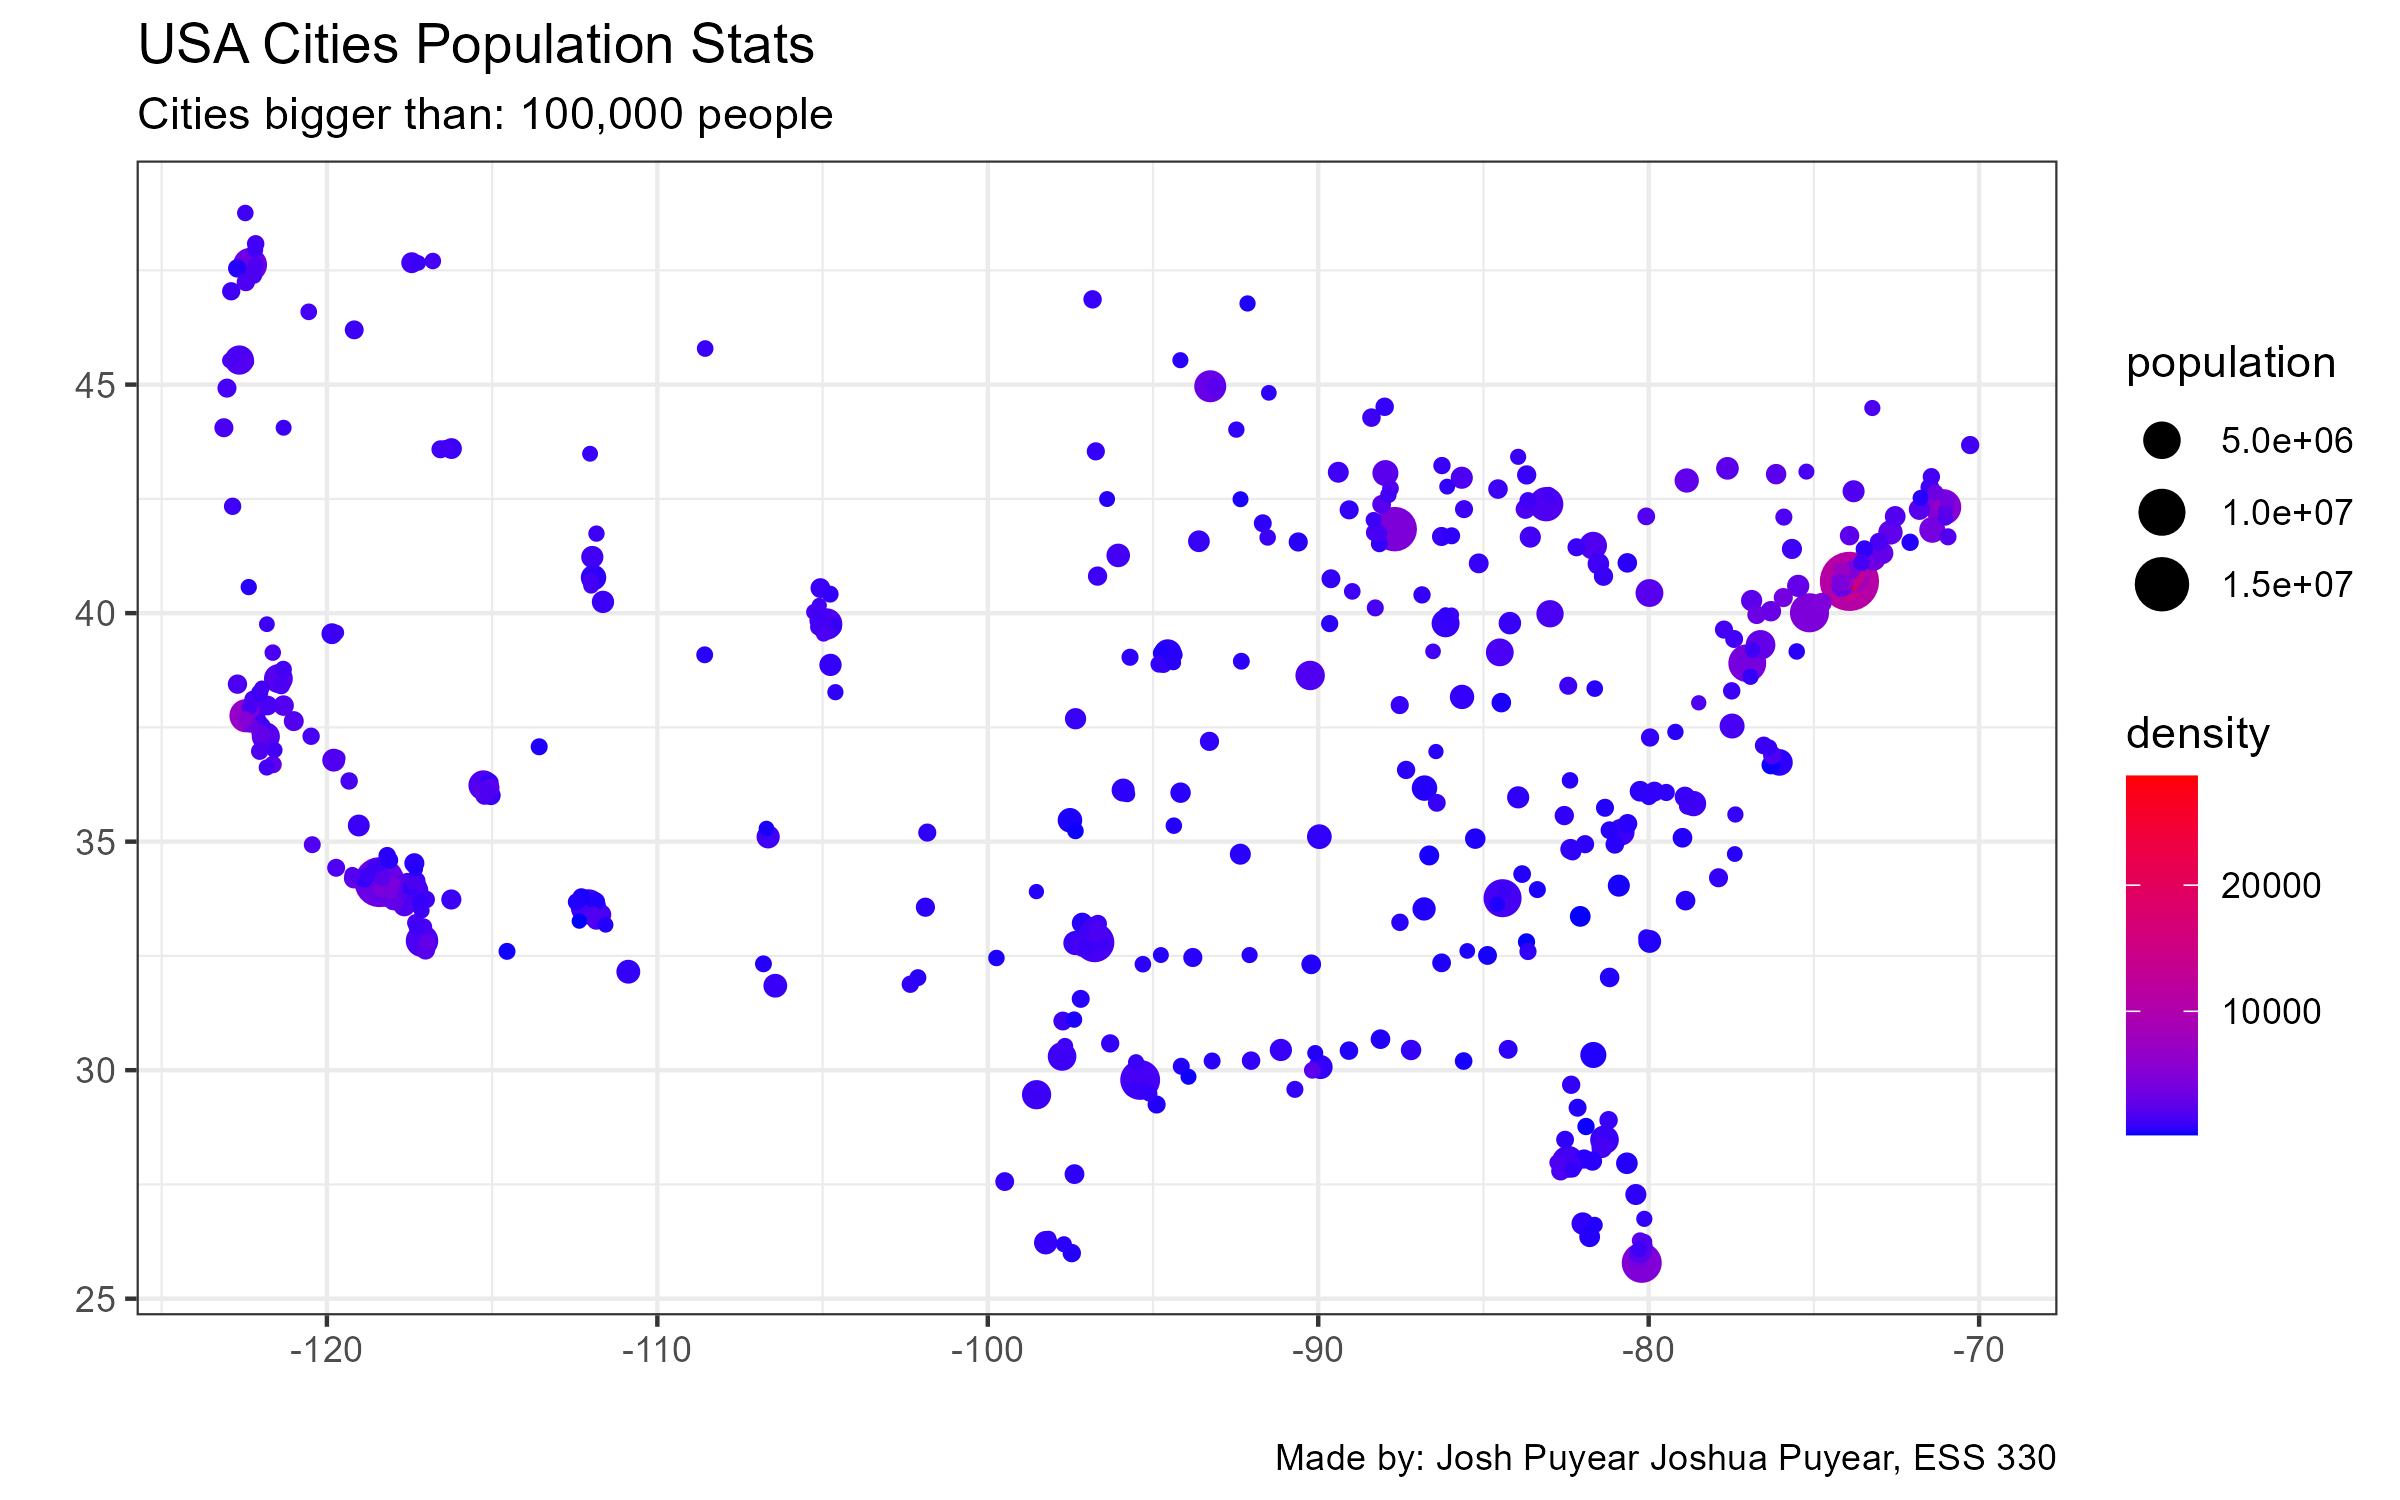 USA Cities Population Stats
Cities bigger than: 100,000 people
45
40
35
30
25
-120
-110
-100
-90
-80
-70
population
5.0e+06
1.0e+07
1.5e+07
density
20000
10000
Made by: Josh Puyear Joshua Puyear, ESS 330